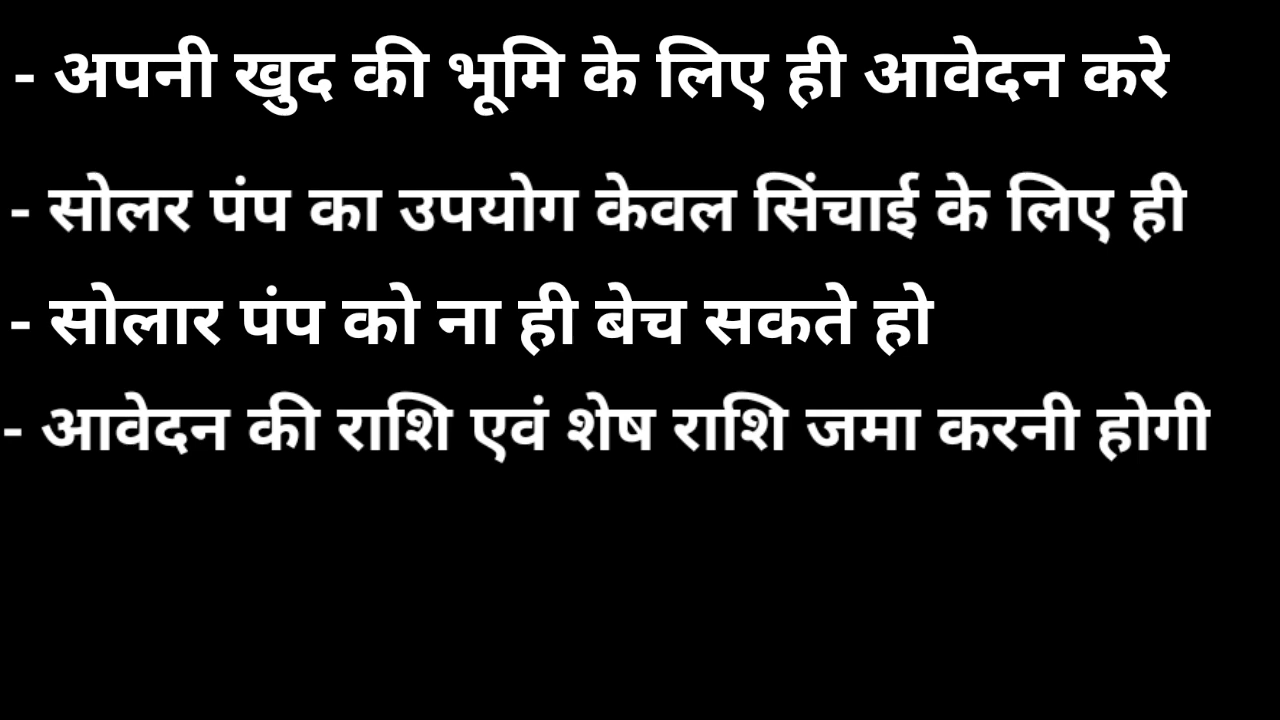 - अपनी खुद की भूमि के लिए ही आवेदन करे
- सोलर पंप का उपयोग केवल सिंचाई के लिए ही
- सोलार पंप को ना ही बेच सकते हो
- आवेदन की राशि एवं शेष राशि जमा करनी होगी